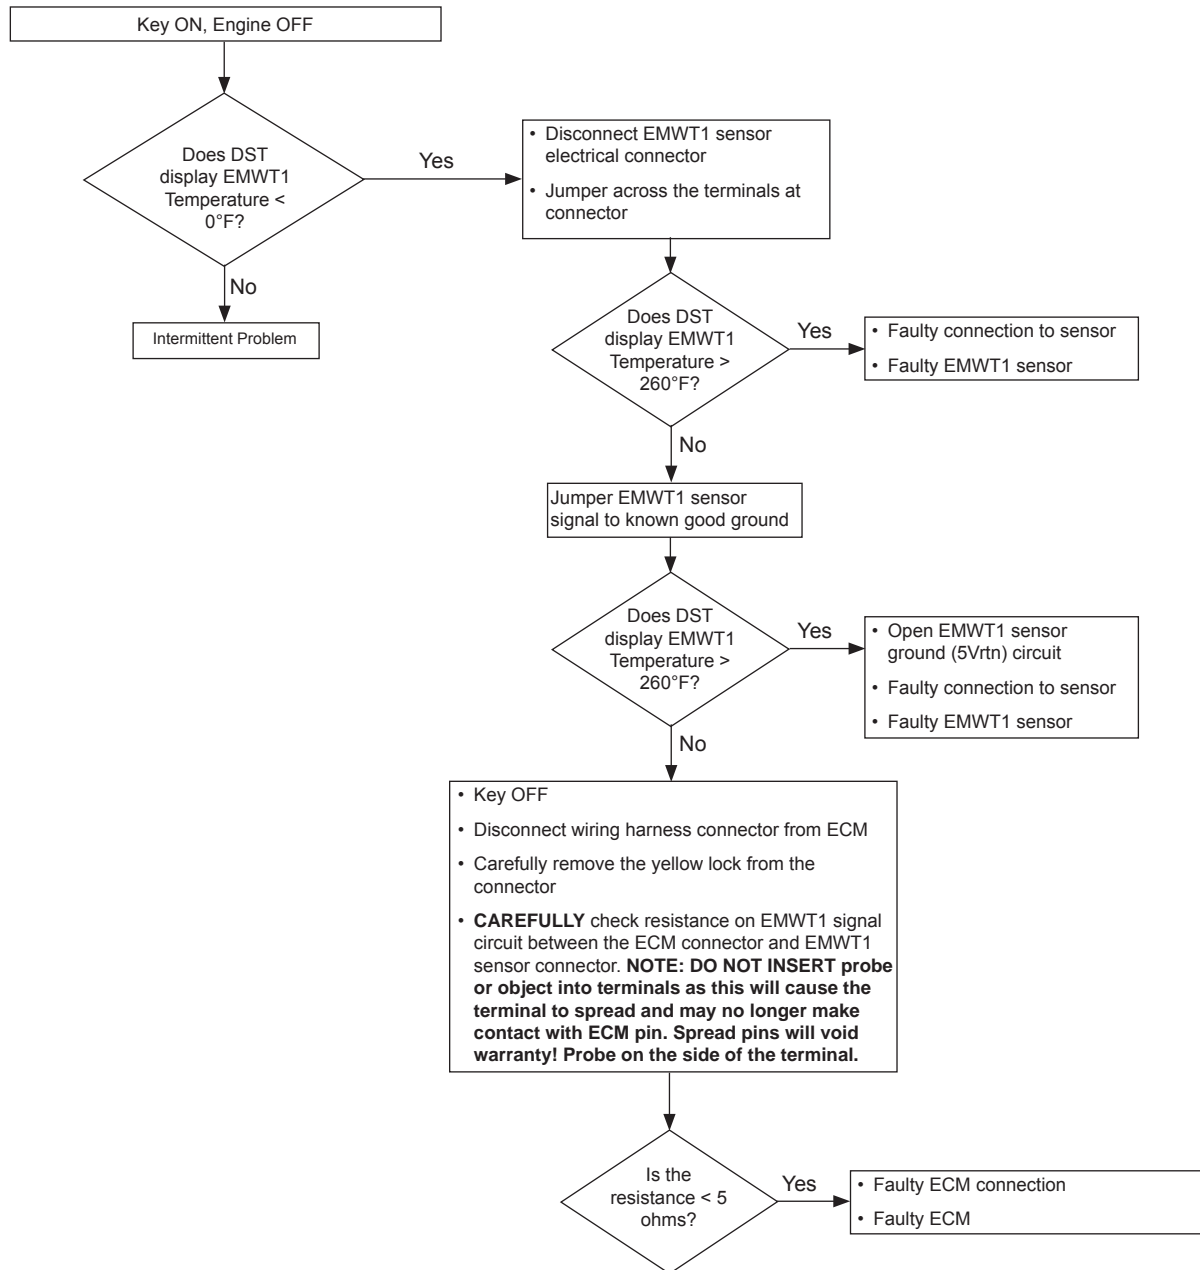 Key ON, Engine OFF
Does DST
display EMWT1
Temperature <
0°F?
Yes
• Disconnect EMWT1 sensor
electrical connector
• Jumper across the terminals at
connector
No
Intermittent Problem
Does DST
display EMWT1
Temperature >
260°F?
Yes
• Faulty connection to sensor
• Faulty EMWT1 sensor
No
Jumper EMWT1 sensor
signal to known good ground
Does DST
display EMWT1
Temperature >
260°F?
Yes
• Open EMWT1 sensor
ground (5Vrtn) circuit
• Faulty connection to sensor
• Faulty EMWT1 sensor
No
• Key OFF
• Disconnect wiring harness connector from ECM
• Carefully remove the yellow lock from the
connector
• CAREFULLY check resistance on EMWT1 signal
circuit between the ECM connector and EMWT1
sensor connector. NOTE: DO NOT INSERT probe
or object into terminals as this will cause the
terminal to spread and may no longer make
contact with ECM pin. Spread pins will void
warranty! Probe on the side of the terminal.
Is the
resistance < 5
ohms?
Yes
• Faulty ECM connection
• Faulty ECM